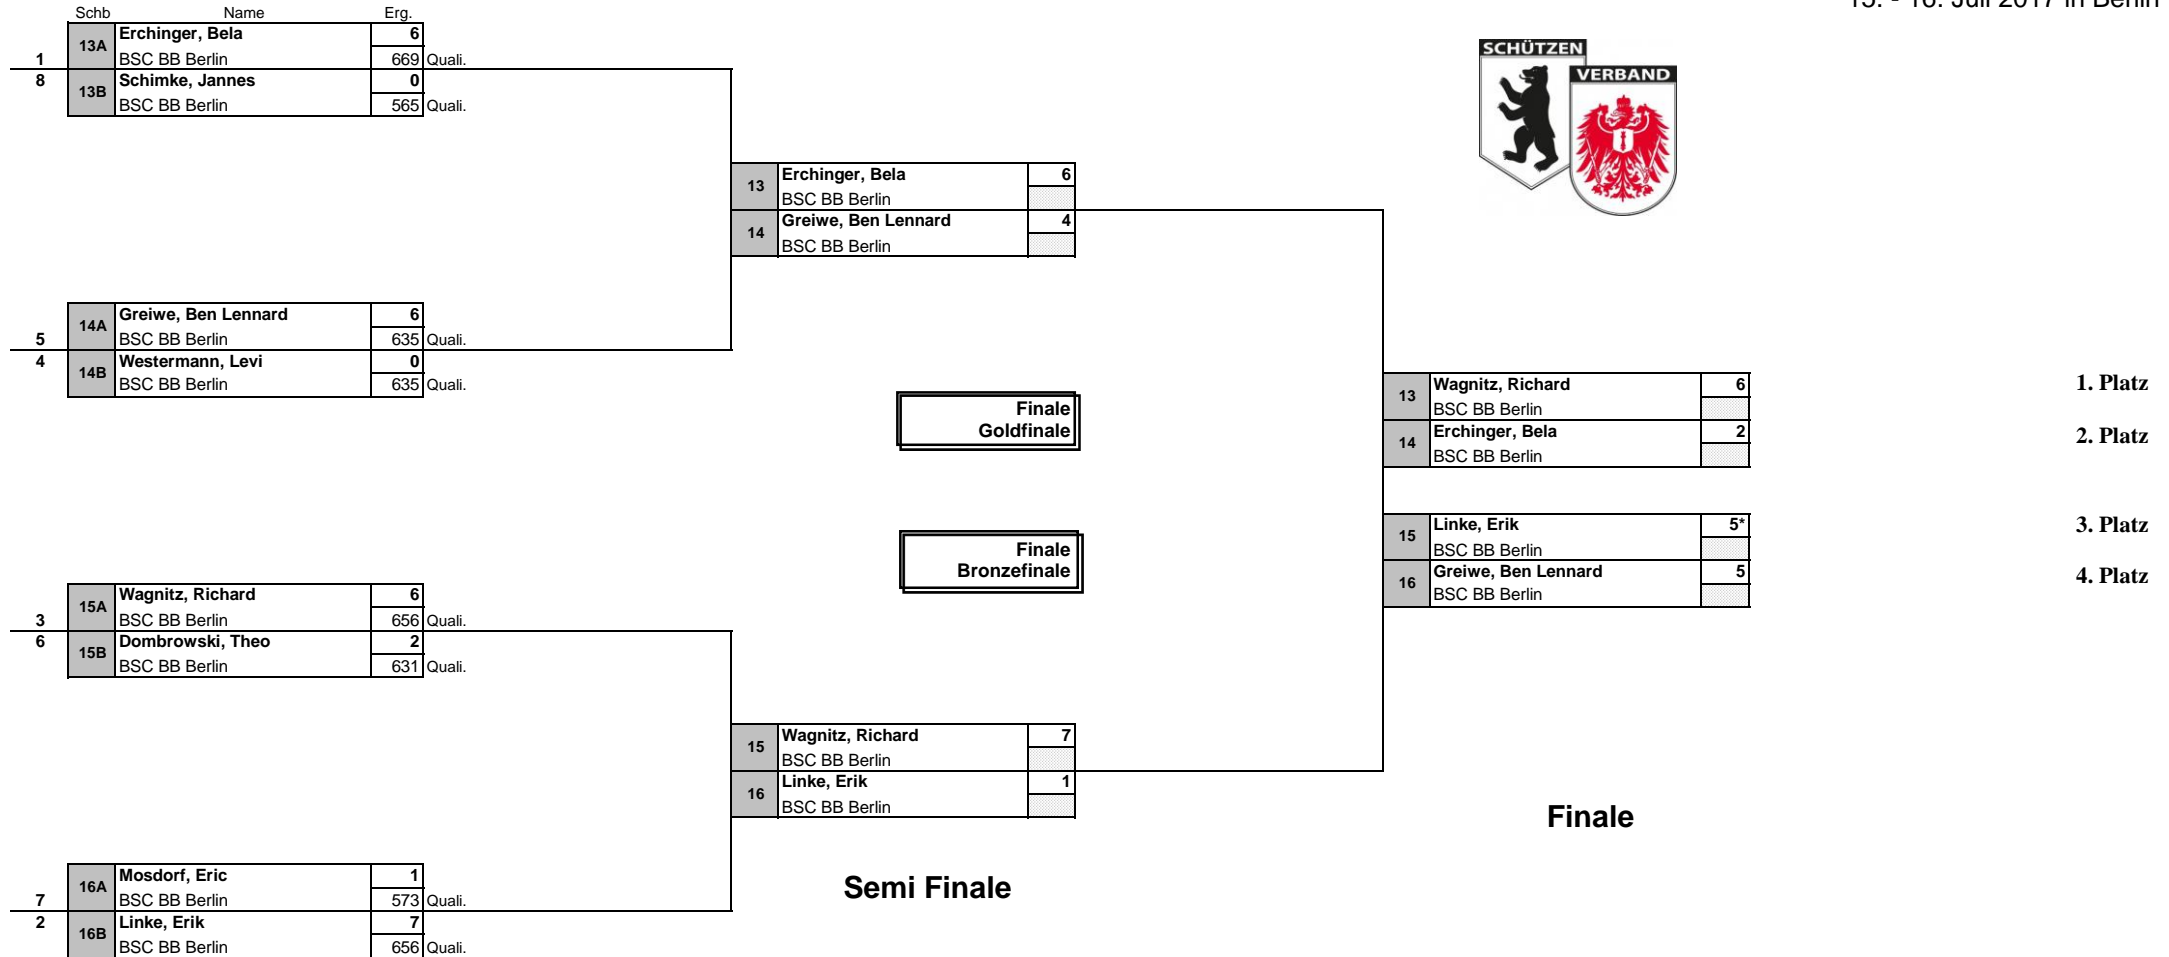 15. - 16. Juli 2017 in Berlin
Schb Name Erg.
13A Erchinger, Bela 6
1 BSC BB Berlin 669 Quali.
8 Schimke, Jannes 0
13B BSC BB Berlin 565 Quali.
SCHÜTZEN
VERBAND
13 Erchinger, Bela 6
BSC BB Berlin
14 Greiwe, Ben Lennard 4
BSC BB Berlin
14A Greiwe, Ben Lennard 6
5 BSC BB Berlin 635 Quali.
4 Westermann, Levi 0
14B BSC BB Berlin 635 Quali.
Finale
Goldfinale
13 Wagnitz, Richard 6 1. Platz
BSC BB Berlin
14 Erchinger, Bela 2 2. Platz
BSC BB Berlin
Finale
Bronzefinale
15 Linke, Erik 5* 3. Platz
BSC BB Berlin
16 Greiwe, Ben Lennard 5 4. Platz
BSC BB Berlin
15A Wagnitz, Richard 6
3 BSC BB Berlin 656 Quali.
6 Dombrowski, Theo 2
15B BSC BB Berlin 631 Quali.
15 Wagnitz, Richard 7
BSC BB Berlin
16 Linke, Erik 1
BSC BB Berlin
Finale
16A Mosdorf, Eric 1
7 BSC BB Berlin 573 Quali.
2 Linke, Erik 7
16B BSC BB Berlin 656 Quali.
Semi Finale